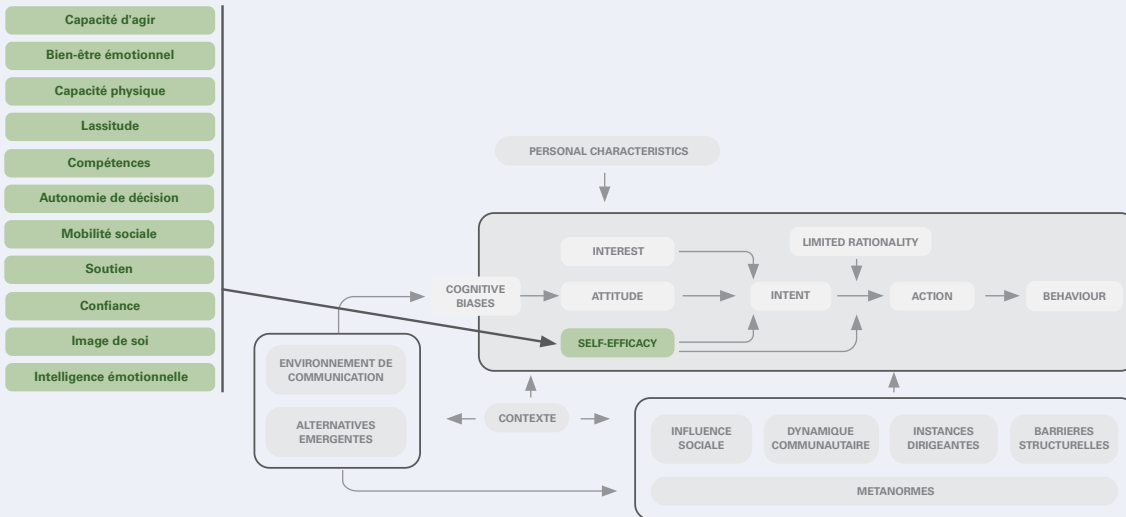 Capacité d'agir
Bien-être émotionnel
Capacité physique
Lassitude
Compétences
Autonomie de décision
Mobilité sociale
Soutien
Confiance
Image de soi
Intelligence émotionnelle
PERSONAL CHARACTERISTICS
INTEREST
LIMITED RATIONALITY
COGNITIVE
BIASES
ATTITUDE
INTENT
ACTION
BEHAVIOUR
SELF-EFFICACY
ENVIRONNEMENT DE
COMMUNICATION
ALTERNATIVES
EMERGENTES
CONTEXTE
INFLUENCE
SOCIALE
DYNAMIQUE
COMMUNAUTAIRE
INSTANCES
DIRIGEANTES
BARRIERES
STRUCTURELLES
METANORMES